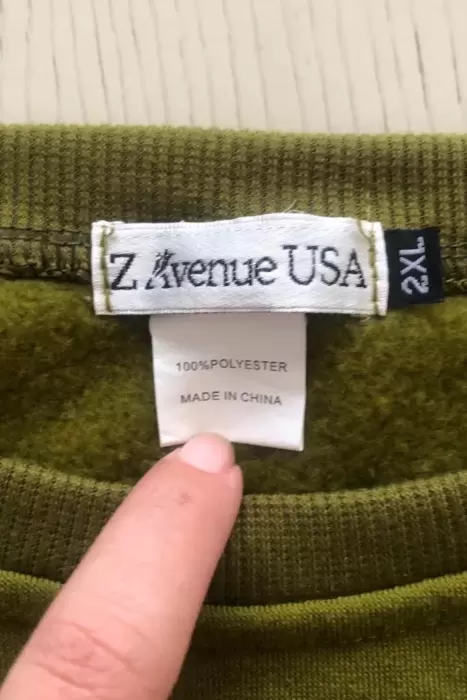 Z Avenue USA
2XL
100%POLYESTER
MADE IN CHINA